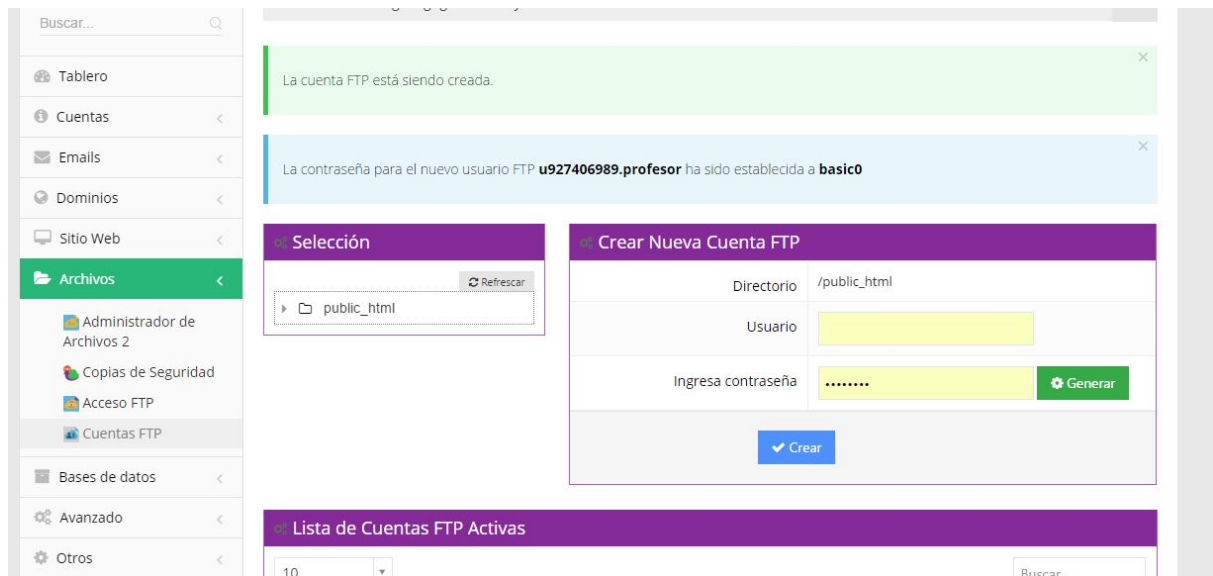 Buscar...
Tablero
Cuentas
Emails
Dominios
Sitio Web
Archivos
Administrador de
Archivos 2
Copias de Seguridad
Acceso FTP
Cuentas FTP
Bases de datos
Avanzado
Otros
La cuenta FTP está siendo creada.
La contraseña para el nuevo usuario FTP u927406989.profesor ha sido establecida a basic0
Selección
Refrescar
public_html
Crear Nueva Cuenta FTP
Directorio /public_html
Usuario
Ingresa contraseña ........ Generar
Crear
Lista de Cuentas FTP Activas
10 Buscar